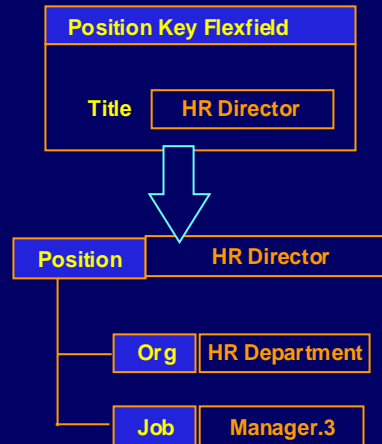 Position Key Flexfield
Title HR Director
Position HR Director
Org HR Department
Job Manager.3